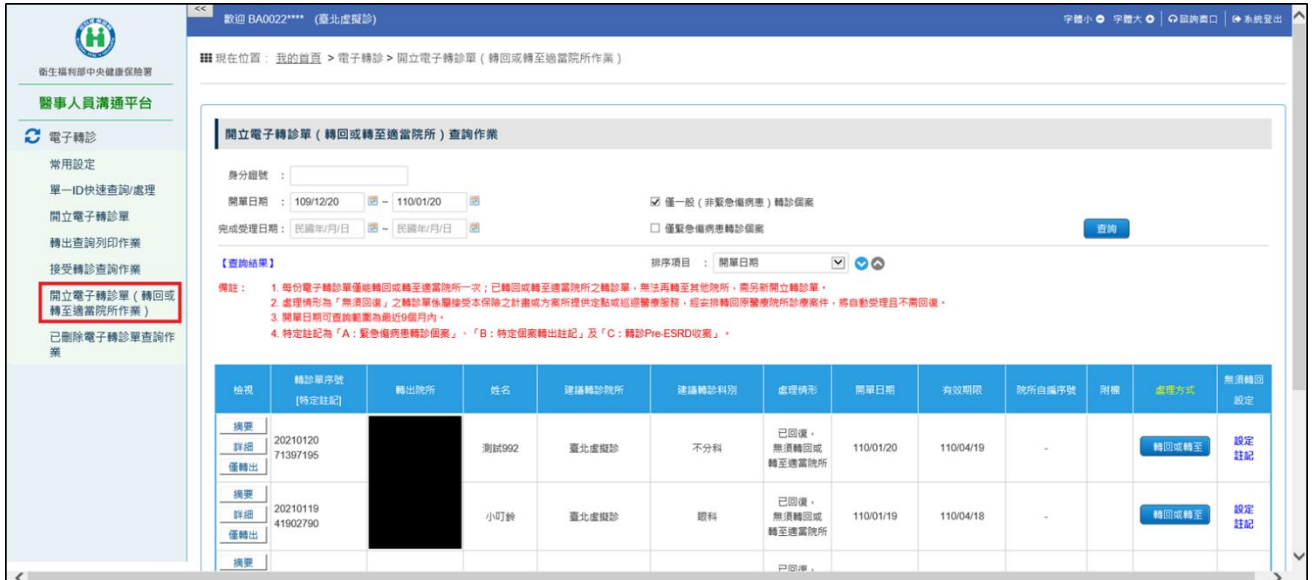 <<
歡迎 BA0022**** (臺北虛擬診)
字體小 字體大 諮詢窗口 系統登出
衛生福利部中央健康保險署
現在位置： 我的首頁 > 電子轉診 > 開立電子轉診單（轉回或轉至適當院所作業）
醫事人員溝通平台
電子轉診
常用設定
單一ID快速查詢/處理
開立電子轉診單
轉出查詢列印作業
接受轉診查詢作業
開立電子轉診單（轉回或
轉至適當院所作業）
已刪除電子轉診單查詢作
業
開立電子轉診單（轉回或轉至適當院所）查詢作業
身分證號 ：
開單日期 ： 109/12/20 ~ 110/01/20
僅一般（非緊急傷病患）轉診個案
完成受理日期： 民國年/月/日 ~ 民國年/月/日
僅緊急傷病患轉診個案
查詢
【查詢結果】
排序項目 ： 開單日期
備註： 1. 每份電子轉診單僅能轉回或轉至適當院所一次；已轉回或轉至適當院所之轉診單，無法再轉至其他院所，需另新開立轉診單。
2. 處理情形為「無須回復」之轉診單係屬接受本保險之計畫或方案所提供定點或巡迴醫療服務，經安排轉回原醫療院所診療案件，將自動受理且不需回復。
3. 開單日期可查詢範圍為最近9個月內。
4. 特定註記為「A：緊急傷病患轉診個案」、「B：特定個案轉出註記」及「C：轉診Pre-ESRD收案」。
檢視 轉診單序號 [特定註記] 轉出院所 姓名 建議轉診院所 建議轉診科別 處理情形 開單日期 有效期限 院所自編序號 附檔 處理方式 無須轉回 設定
摘要
詳細
僅轉出
20210120
71397195
測試992 臺北虛擬診 不分科
已回復，
無須轉回或
轉至適當院所
110/01/20 110/04/19 - 轉回或轉至
設定
註記
摘要
詳細
僅轉出
20210119
41902790
小叮鈴 臺北虛擬診 眼科
已回復，
無須轉回或
轉至適當院所
110/01/19 110/04/18 - 轉回或轉至
設定
註記
摘要
已回復，